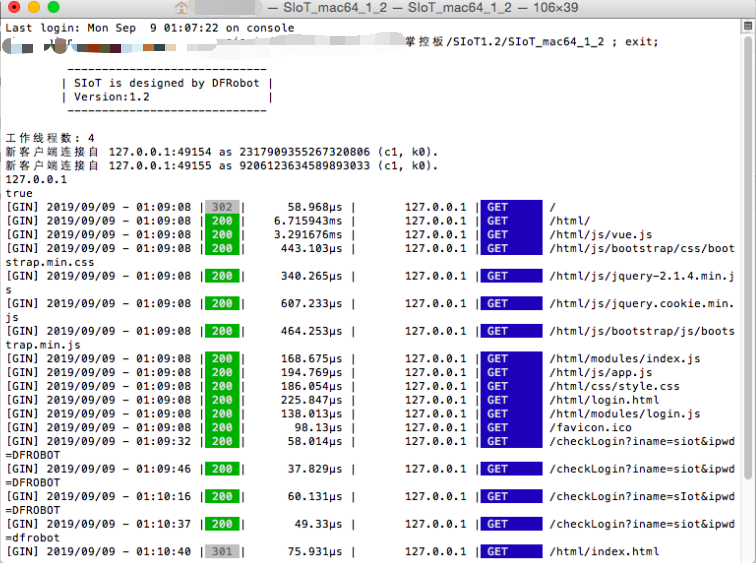 — SIoT_mac64_1_2 — SIoT_mac64_1_2 — 106×39
Last login: Mon Sep  9 01:07:22 on console
掌控板/SIoT1.2/SIoT_mac64_1_2 ; exit;
-----------------------------
| SIoT is designed by DFRobot |
| Version:1.2 |
-----------------------------
工作线程数: 4
新客户端连接自 127.0.0.1:49154 as 2317909355267320806 (c1, k0).
新客户端连接自 127.0.0.1:49155 as 9206123634589893033 (c1, k0).
127.0.0.1
true
[GIN] 2019/09/09 - 01:09:08 | 302 | 58.968µs | 127.0.0.1 | GET /
[GIN] 2019/09/09 - 01:09:08 | 200 | 6.715943ms | 127.0.0.1 | GET /html/
[GIN] 2019/09/09 - 01:09:08 | 200 | 3.291676ms | 127.0.0.1 | GET /html/js/vue.js
[GIN] 2019/09/09 - 01:09:08 | 200 | 443.103µs | 127.0.0.1 | GET /html/js/bootstrap/css/boot
strap.min.css
[GIN] 2019/09/09 - 01:09:08 | 200 | 340.265µs | 127.0.0.1 | GET /html/js/jquery-2.1.4.min.j
s
[GIN] 2019/09/09 - 01:09:08 | 200 | 607.233µs | 127.0.0.1 | GET /html/js/jquery.cookie.min.
js
[GIN] 2019/09/09 - 01:09:08 | 200 | 464.253µs | 127.0.0.1 | GET /html/js/bootstrap/js/boots
trap.min.js
[GIN] 2019/09/09 - 01:09:08 | 200 | 168.675µs | 127.0.0.1 | GET /html/modules/index.js
[GIN] 2019/09/09 - 01:09:08 | 200 | 194.769µs | 127.0.0.1 | GET /html/js/app.js
[GIN] 2019/09/09 - 01:09:08 | 200 | 186.054µs | 127.0.0.1 | GET /html/css/style.css
[GIN] 2019/09/09 - 01:09:08 | 200 | 225.847µs | 127.0.0.1 | GET /html/login.html
[GIN] 2019/09/09 - 01:09:08 | 200 | 138.013µs | 127.0.0.1 | GET /html/modules/login.js
[GIN] 2019/09/09 - 01:09:08 | 200 | 98.13µs | 127.0.0.1 | GET /favicon.ico
[GIN] 2019/09/09 - 01:09:32 | 200 | 58.014µs | 127.0.0.1 | GET /checkLogin?iname=siot&ipwd
=DFROBOT
[GIN] 2019/09/09 - 01:09:46 | 200 | 37.829µs | 127.0.0.1 | GET /checkLogin?iname=siot&ipwd
=DFROBOT
[GIN] 2019/09/09 - 01:10:16 | 200 | 60.131µs | 127.0.0.1 | GET /checkLogin?iname=sIot&ipwd
=DFROBOT
[GIN] 2019/09/09 - 01:10:37 | 200 | 49.33µs | 127.0.0.1 | GET /checkLogin?iname=siot&ipwd
=dfrobot
[GIN] 2019/09/09 - 01:10:40 | 301 | 75.931µs | 127.0.0.1 | GET /html/index.html